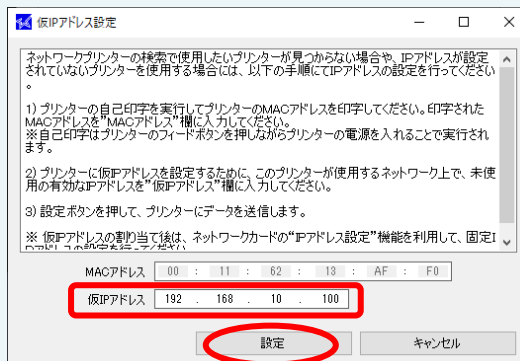 仮IPアドレス設定
ネットワークプリンターの検索で使用したいプリンターが見つからない場合や、IPアドレスが設定
されていないプリンターを使用する場合には、以下の手順にてIPアドレスの設定を行ってください
。
1) プリンターの自己印字を実行してプリンターのMACアドレスを印字してください。印字された
MACアドレスを"MACアドレス"欄に入力してください。
※自己印字はプリンターのフィードボタンを押しながらプリンターの電源を入れることで実行され
ます。
2) プリンターに仮IPアドレスを設定するために、このプリンターが使用するネットワーク上で、未使
用の有効なIPアドレスを"仮IPアドレス"欄に入力してください。
3) 設定ボタンを押して、プリンターにデータを送信します。
※ 仮IPアドレスの割り当て後は、ネットワークカードの"IPアドレス設定"機能を利用して、固定I
Pアドレスの設定を行ってください
MACアドレス 00 : 11 : 62 : 13 : AF : F0
仮IPアドレス 192 . 168 . 10 . 100
設定 キャンセル